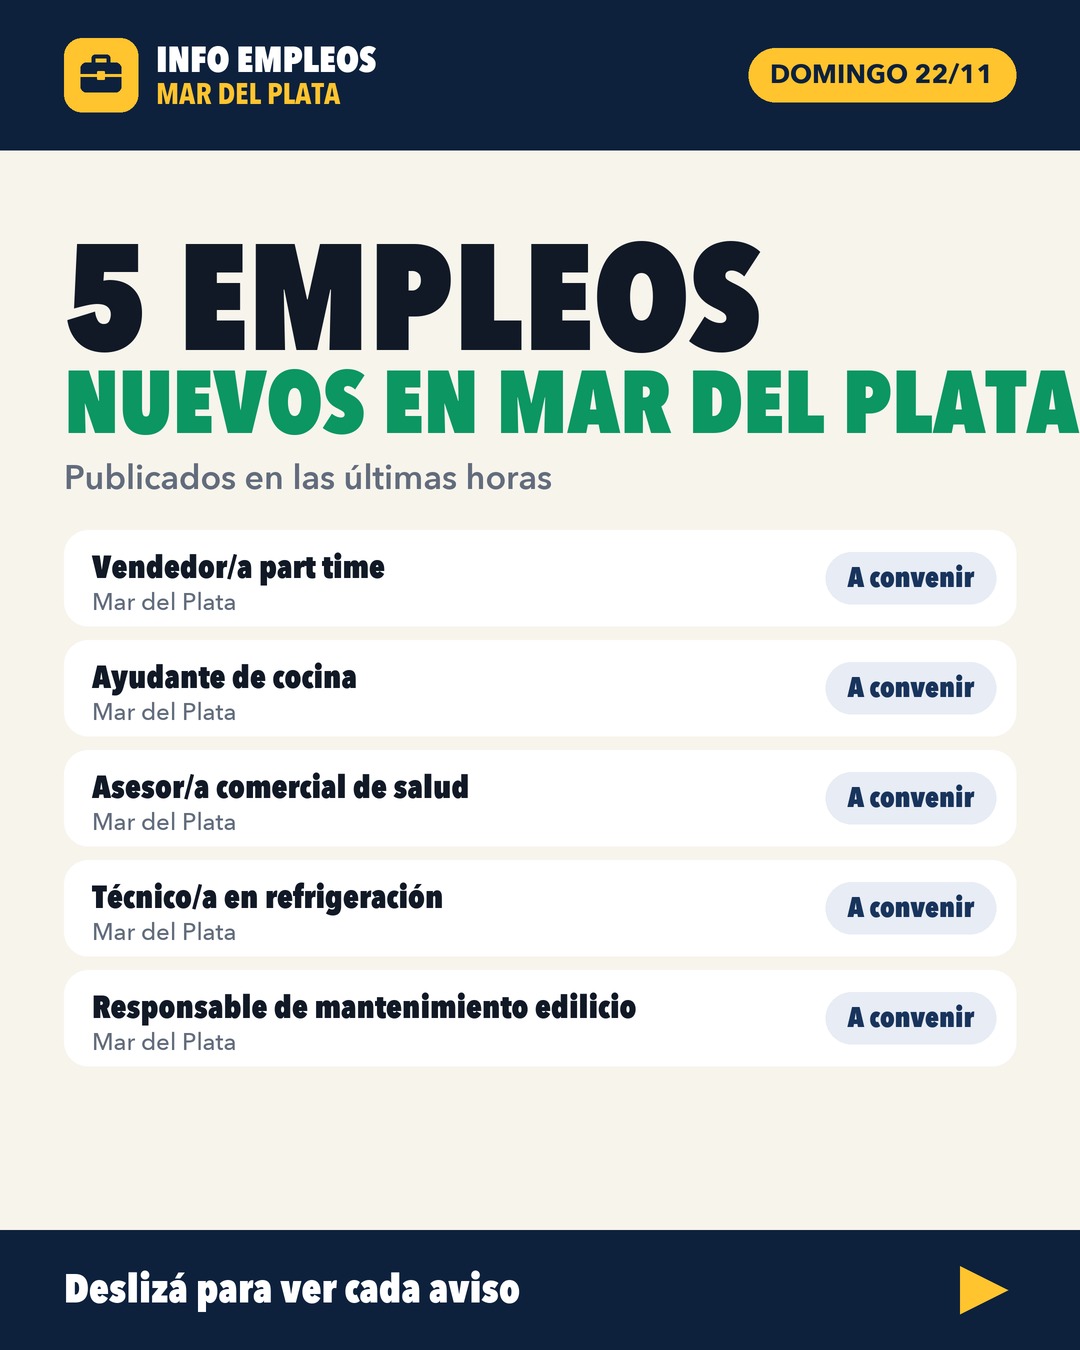 INFO EMPLEOS
MAR DEL PLATA
DOMINGO 22/11
5 EMPLEOS
NUEVOS EN MAR DEL PLATA
Publicados en las últimas horas
Vendedor/a part time
Mar del Plata
A convenir
Ayudante de cocina
Mar del Plata
A convenir
Asesor/a comercial de salud
Mar del Plata
A convenir
Técnico/a en refrigeración
Mar del Plata
A convenir
Responsable de mantenimiento edilicio
Mar del Plata
A convenir
Deslizá para ver cada aviso